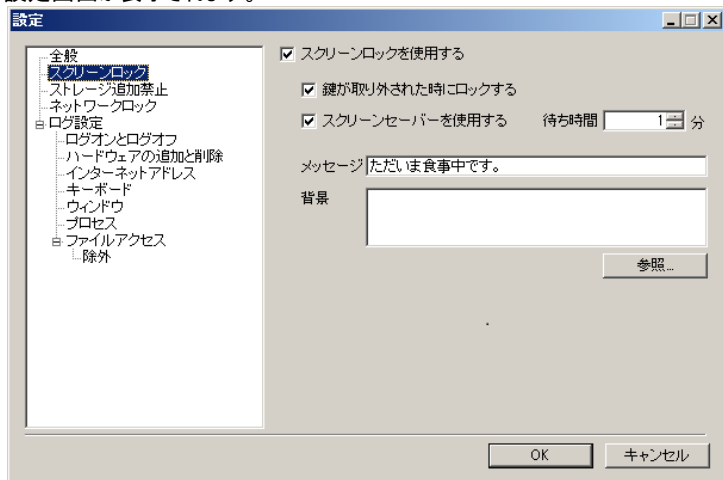 設定画面が表示されます。
設定
全般
スクリーンロック
ストレージ追加禁止
ネットワークロック
ログ設定
ログオンとログオフ
ハードウェアの追加と削除
インターネットアドレス
キーボード
ウィンドウ
プロセス
ファイルアクセス
除外
スクリーンロックを使用する
鍵が取り外された時にロックする
スクリーンセーバーを使用する 待ち時間 1 分
メッセージ ただいま食事中です。
背景
参照...
OK キャンセル